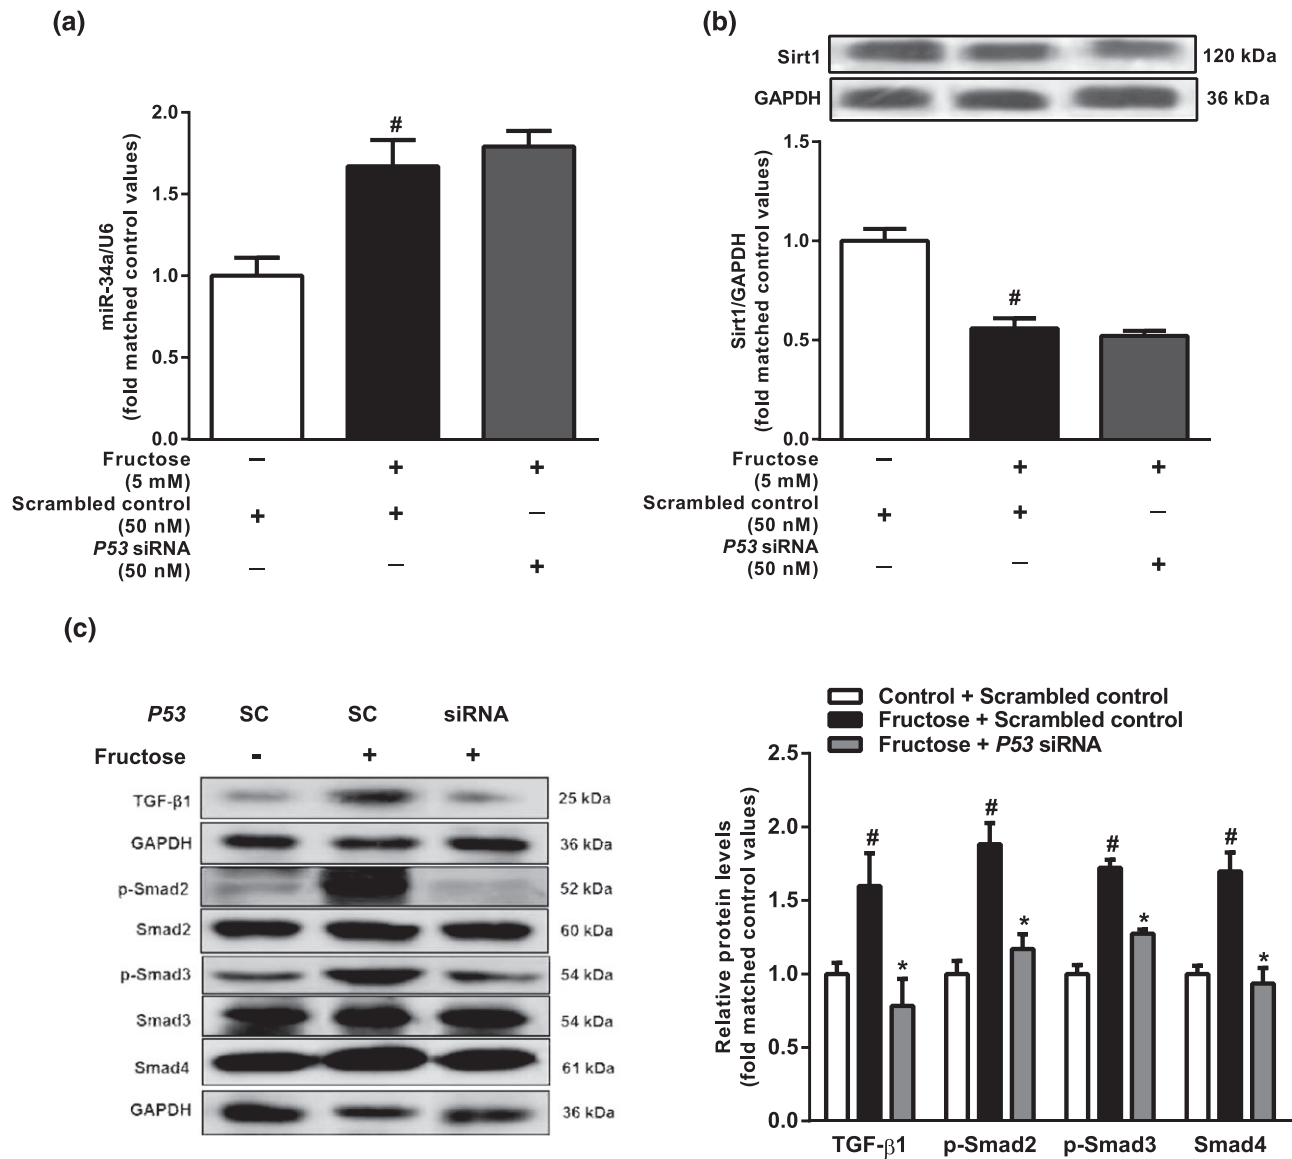 (a)
2.0
1.5
1.0
0.5
0.0
miR-34a/U6
(fold matched control values)
#
Fructose
(5 mM)
– + +
Scrambled control
(50 nM)
+ + –
P53 siRNA
(50 nM)
– – +
(b)
Sirt1 120 kDa
GAPDH 36 kDa
1.5
1.0
0.5
0.0
Sirt1/GAPDH
(fold matched control values)
#
Fructose
(5 mM)
– + +
Scrambled control
(50 nM)
+ + –
P53 siRNA
(50 nM)
– – +
(c)
P53 SC SC siRNA
Fructose - + +
TGF-β1 25 kDa
GAPDH 36 kDa
p-Smad2 52 kDa
Smad2 60 kDa
p-Smad3 54 kDa
Smad3 54 kDa
Smad4 61 kDa
GAPDH 36 kDa
Control + Scrambled control
Fructose + Scrambled control
Fructose + P53 siRNA
2.5
2.0
1.5
1.0
0.5
0.0
Relative protein levels
(fold matched control values)
# # # #
* * * *
TGF-β1 p-Smad2 p-Smad3 Smad4